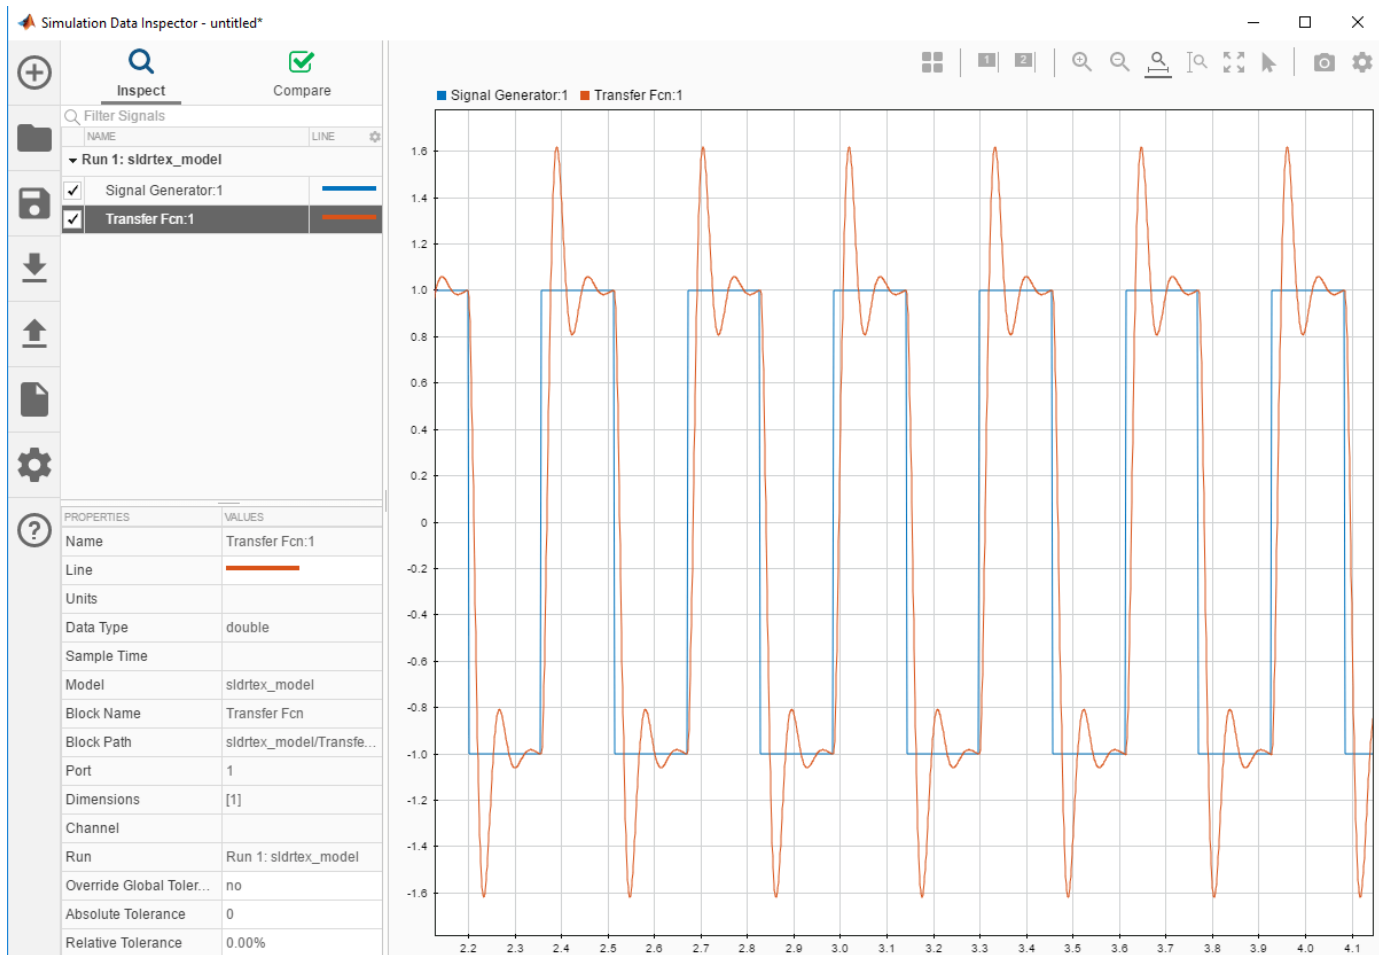 Simulation Data Inspector - untitled*
Inspect
Compare
Filter Signals
NAME LINE
Run 1: sldrtex_model
Signal Generator:1
Transfer Fcn:1
PROPERTIES VALUES
Name Transfer Fcn:1
Line
Units
Data Type double
Sample Time
Model sldrtex_model
Block Name Transfer Fcn
Block Path sldrtex_model/Transfe...
Port 1
Dimensions [1]
Channel
Run Run 1: sldrtex_model
Override Global Toler... no
Absolute Tolerance 0
Relative Tolerance 0.00%
1 2
Signal Generator:1 Transfer Fcn:1
1.6
1.4
1.2
1.0
0.8
0.6
0.4
0.2
0
-0.2
-0.4
-0.6
-0.8
-1.0
-1.2
-1.4
-1.6
2.2 2.3 2.4 2.5 2.6 2.7 2.8 2.9 3.0 3.1 3.2 3.3 3.4 3.5 3.6 3.7 3.8 3.9 4.0 4.1